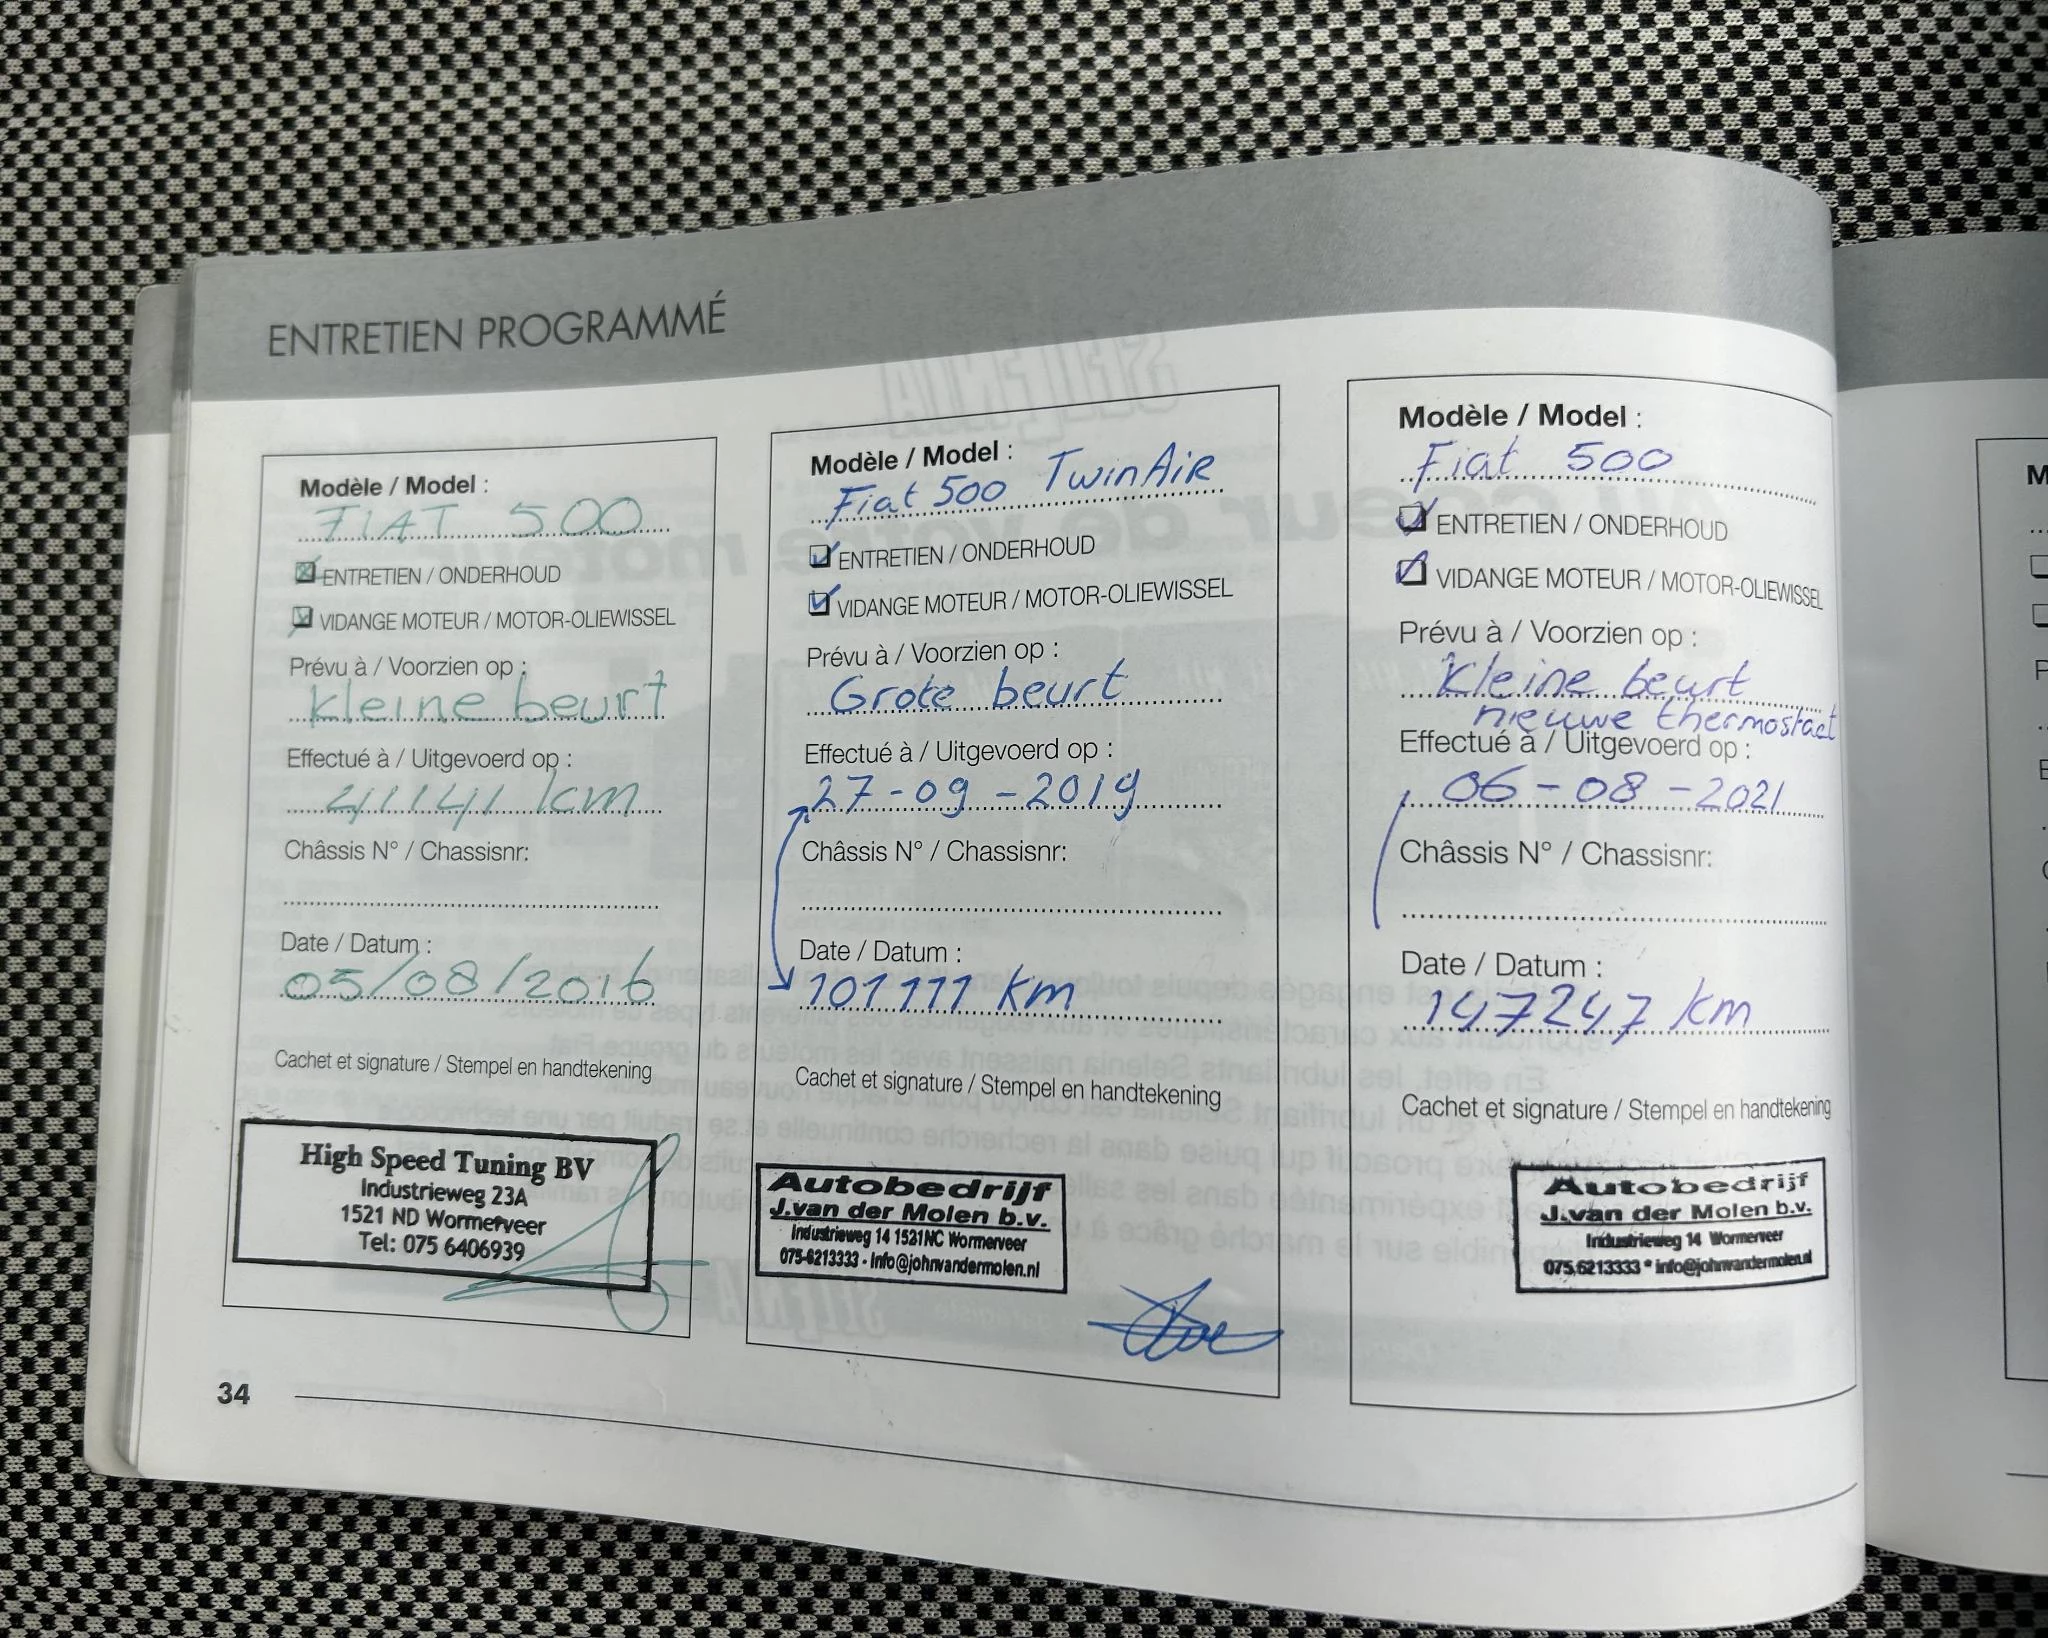 ENTRETIEN PROGRAMMÉ
Modèle / Model :
FIAT 500
ENTRETIEN / ONDERHOUD
VIDANGE MOTEUR / MOTOR-OLIEWISSEL
Prévu à / Voorzien op :
kleine beurt
Effectué à / Uitgevoerd op :
41141 km
Châssis N° / Chassisnr:
Date / Datum :
05/08/2016
Cachet et signature / Stempel en handtekening
High Speed Tuning BV
Industrieweg 23A
1521 ND Wormerveer
Tel: 075 6406939
Modèle / Model :
Fiat 500 TwinAir
ENTRETIEN / ONDERHOUD
VIDANGE MOTEUR / MOTOR-OLIEWISSEL
Prévu à / Voorzien op :
Grote beurt
Effectué à / Uitgevoerd op :
27-09-2019
Châssis N° / Chassisnr:
Date / Datum :
101111 km
Cachet et signature / Stempel en handtekening
Autobedrijf
J.van der Molen b.v.
Industrieweg 14 1521NC Wormerveer
075-6213333 - Info@johnvandermolen.nl
Modèle / Model :
Fiat 500
ENTRETIEN / ONDERHOUD
VIDANGE MOTEUR / MOTOR-OLIEWISSEL
Prévu à / Voorzien op :
Kleine beurt
nieuwe thermostaat
Effectué à / Uitgevoerd op :
06-08-2021
Châssis N° / Chassisnr:
Date / Datum :
147247 km
Cachet et signature / Stempel en handtekening
Autobedrijf
J.van der Molen b.v.
Industrieweg 14 Wormerveer
075.6213333 * info@johnvandermolen.nl
34